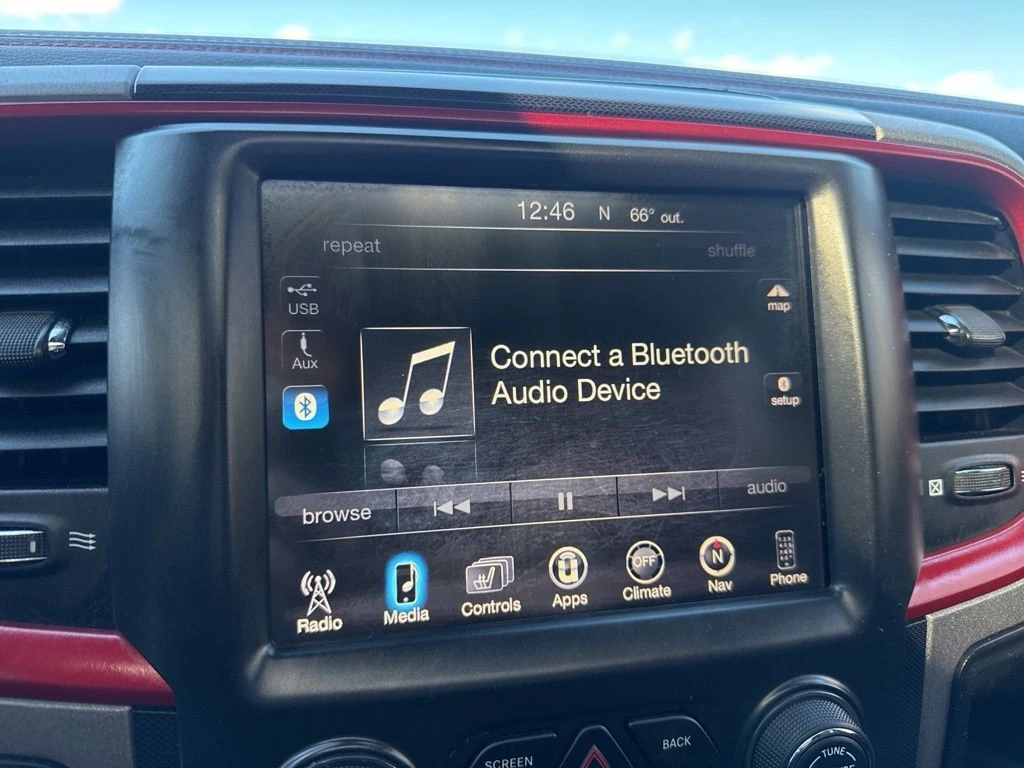 12:46 N 66° out.
repeat shuffle
USB
map
Aux
Connect a Bluetooth
Audio Device
setup
browse audio
OFF N
Radio Media Controls Apps Climate Nav Phone
SCREEN BACK
TUNE